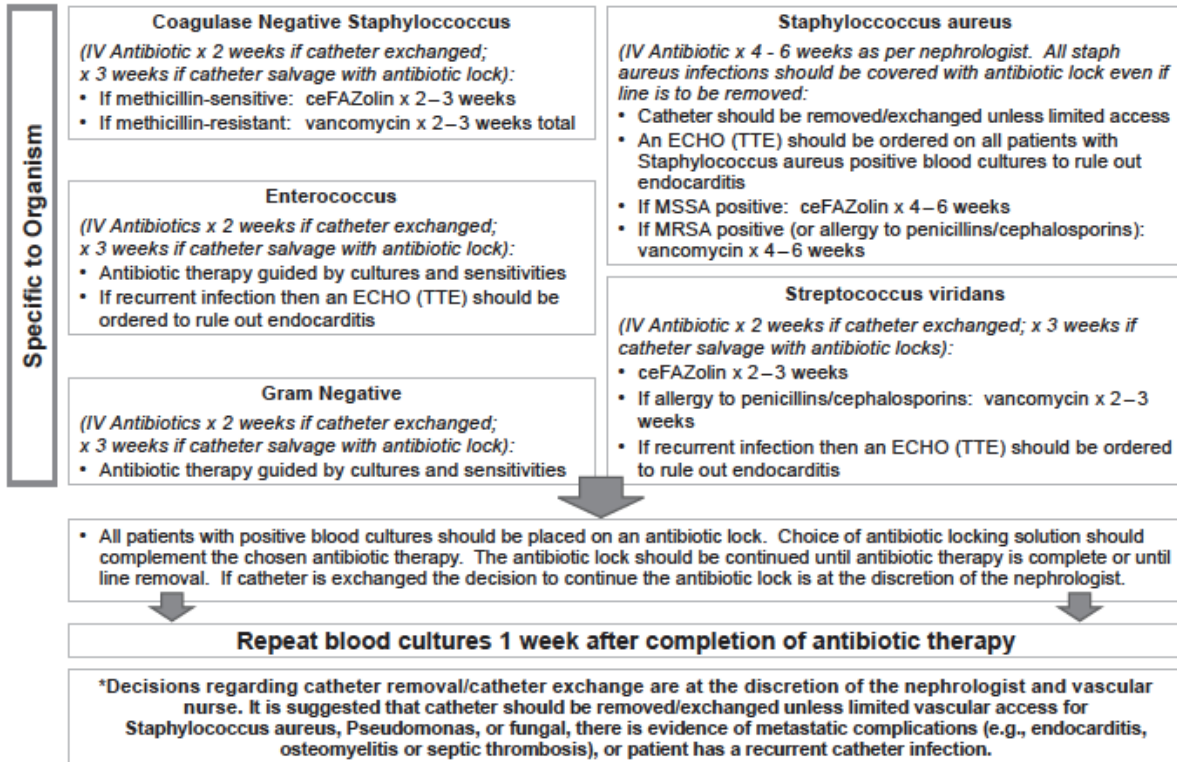 Specific to Organism
Coagulase Negative Staphyloccoccus
(IV Antibiotic x 2 weeks if catheter exchanged;
x 3 weeks if catheter salvage with antibiotic lock):
• If methicillin-sensitive: ceFAZolin x 2–3 weeks
• If methicillin-resistant: vancomycin x 2–3 weeks total
Enterococcus
(IV Antibiotics x 2 weeks if catheter exchanged;
x 3 weeks if catheter salvage with antibiotic lock):
• Antibiotic therapy guided by cultures and sensitivities
• If recurrent infection then an ECHO (TTE) should be
ordered to rule out endocarditis
Gram Negative
(IV Antibiotics x 2 weeks if catheter exchanged;
x 3 weeks if catheter salvage with antibiotic lock):
• Antibiotic therapy guided by cultures and sensitivities
Staphyloccoccus aureus
(IV Antibiotic x 4 - 6 weeks as per nephrologist. All staph
aureus infections should be covered with antibiotic lock even if
line is to be removed:
• Catheter should be removed/exchanged unless limited access
• An ECHO (TTE) should be ordered on all patients with
Staphylococcus aureus positive blood cultures to rule out
endocarditis
• If MSSA positive: ceFAZolin x 4–6 weeks
• If MRSA positive (or allergy to penicillins/cephalosporins):
vancomycin x 4–6 weeks
Streptococcus viridans
(IV Antibiotic x 2 weeks if catheter exchanged; x 3 weeks if
catheter salvage with antibiotic locks):
• ceFAZolin x 2–3 weeks
• If allergy to penicillins/cephalosporins: vancomycin x 2–3
weeks
• If recurrent infection then an ECHO (TTE) should be ordered
to rule out endocarditis
• All patients with positive blood cultures should be placed on an antibiotic lock. Choice of antibiotic locking solution should
complement the chosen antibiotic therapy. The antibiotic lock should be continued until antibiotic therapy is complete or until
line removal. If catheter is exchanged the decision to continue the antibiotic lock is at the discretion of the nephrologist.
Repeat blood cultures 1 week after completion of antibiotic therapy
*Decisions regarding catheter removal/catheter exchange are at the discretion of the nephrologist and vascular
nurse. It is suggested that catheter should be removed/exchanged unless limited vascular access for
Staphylococcus aureus, Pseudomonas, or fungal, there is evidence of metastatic complications (e.g., endocarditis,
osteomyelitis or septic thrombosis), or patient has a recurrent catheter infection.